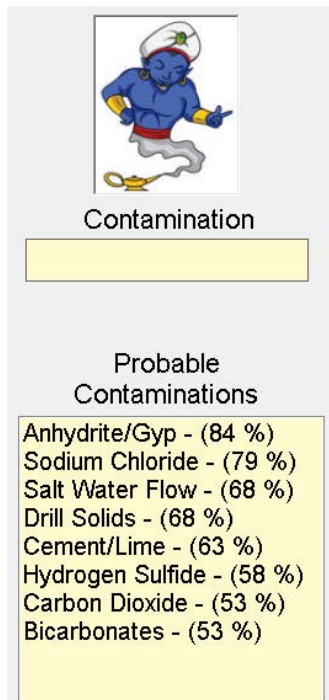 Contamination
Probable
Contaminations
Anhydrite/Gyp - (84 %)
Sodium Chloride - (79 %)
Salt Water Flow - (68 %)
Drill Solids - (68 %)
Cement/Lime - (63 %)
Hydrogen Sulfide - (58 %)
Carbon Dioxide - (53 %)
Bicarbonates - (53 %)